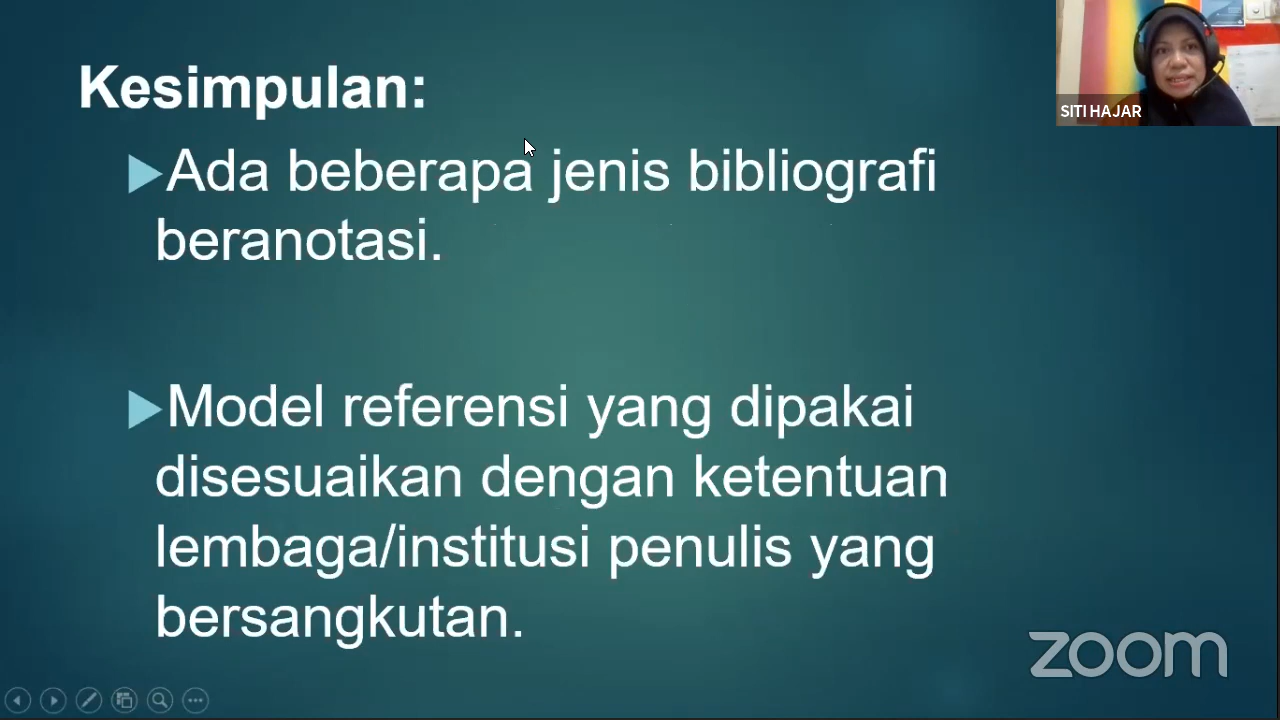 Kesimpulan:
Ada beberapa jenis bibliografi
beranotasi.
Model referensi yang dipakai
disesuaikan dengan ketentuan
lembaga/institusi penulis yang
bersangkutan.
SITI HAJAR
zoom